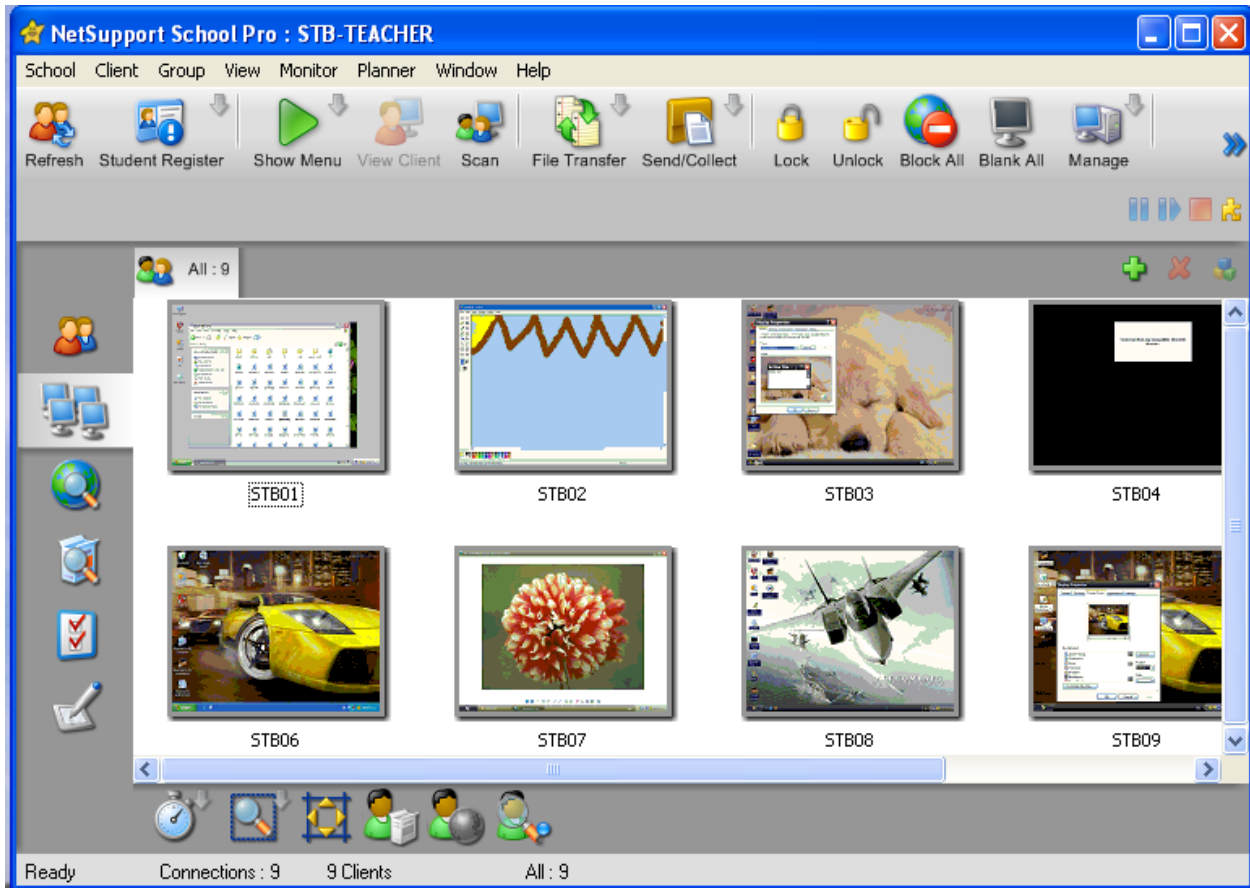 NetSupport School Pro : STB-TEACHER
School Client Group View Monitor Planner Window Help
Refresh Student Register Show Menu View Client Scan File Transfer Send/Collect Lock Unlock Block All Blank All Manage
All : 9
STB01 STB02 STB03 STB04
STB06 STB07 STB08 STB09
Ready Connections : 9 9 Clients All : 9